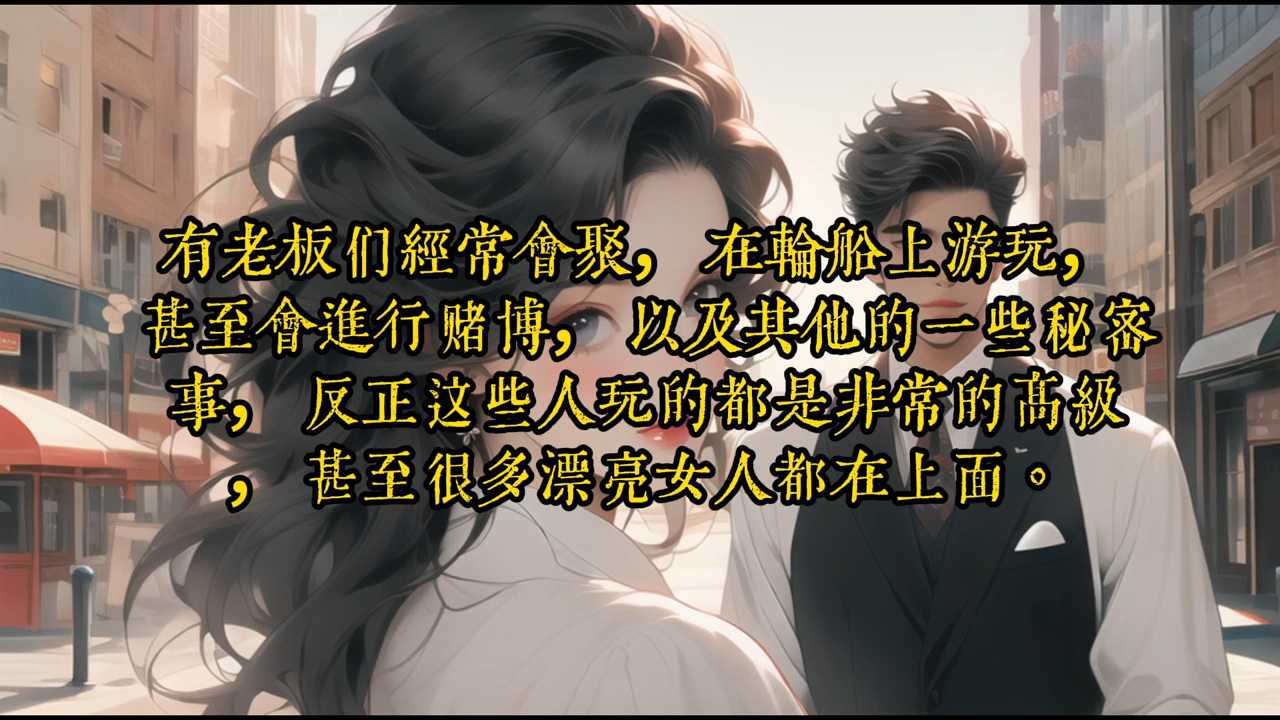 有老板们經常會聚，在輪船上游玩，
甚至會進行赌博，以及其他的一些秘密
事，反正这些人玩的都是非常的高級
，甚至很多漂亮女人都在上面。